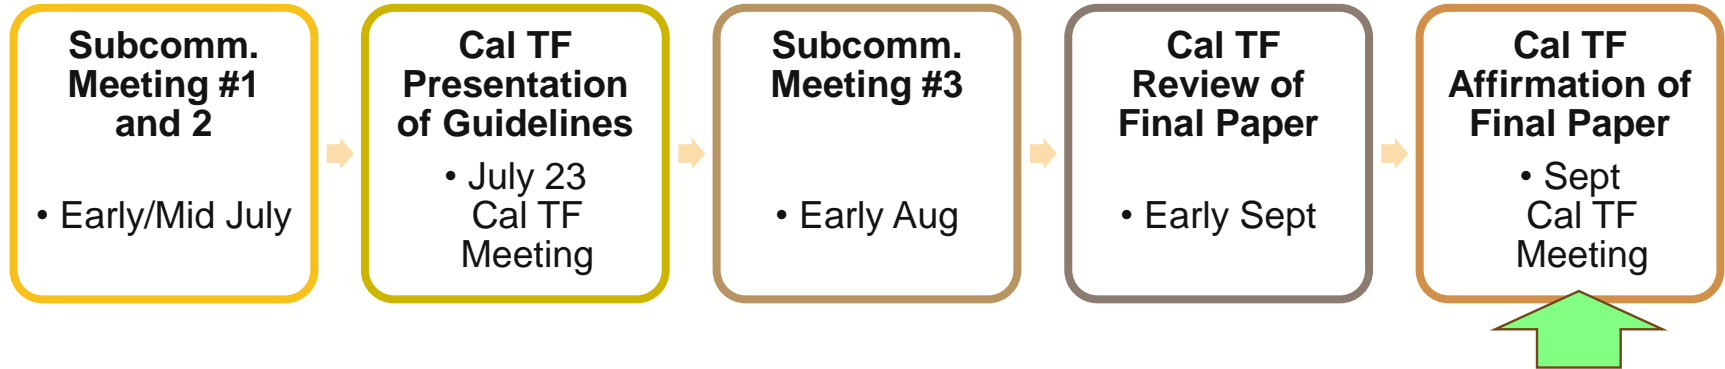 Subcomm.
Meeting #1
and 2
• Early/Mid July
Cal TF
Presentation
of Guidelines
• July 23
Cal TF
Meeting
Subcomm.
Meeting #3
• Early Aug
Cal TF
Review of
Final Paper
• Early Sept
Cal TF
Affirmation of
Final Paper
• Sept
Cal TF
Meeting